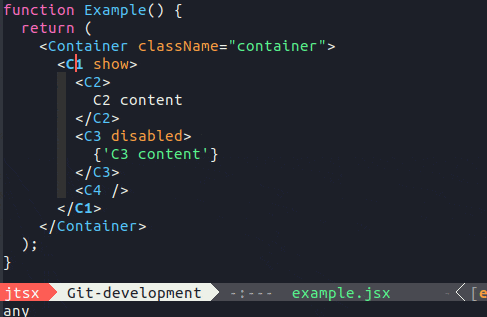 function Example() {
  return (
    <Container className="container">
      <C1 show>
        <C2>
          C2 content
        </C2>
        <C3 disabled>
          {'C3 content'}
        </C3>
        <C4 />
      </C1>
    </Container>
  );
}
jtsx Git-development -:--- example.jsx - [e
any